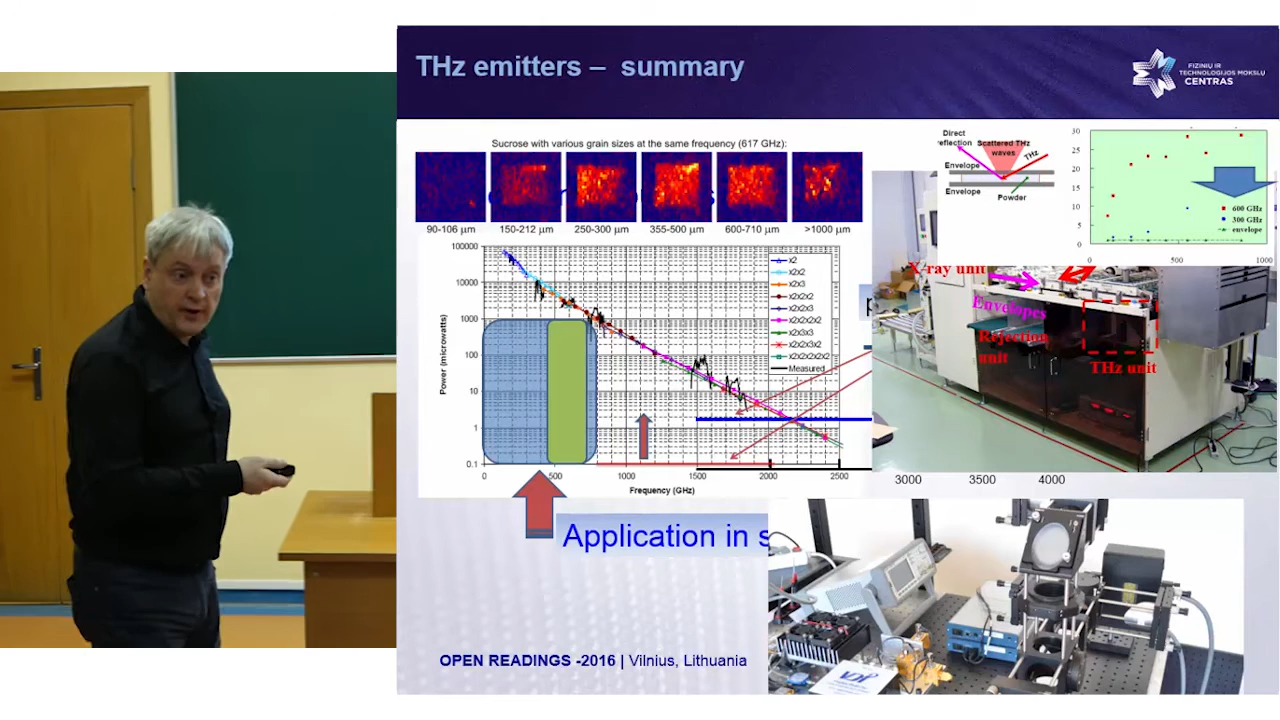 THz emitters – summary
FIZINIŲ IR
TECHNOLOGIJOS MOKSLŲ
CENTRAS
Sucrose with various grain sizes at the same frequency (617 GHz):
90-106 µm
150-212 µm
250-300 µm
355-500 µm
600-710 µm
>1000 µm
Direct
reflection
Scattered THz
waves
THz
Envelope
Envelope
Powder
30
25
20
15
10
5
0
600 GHz
300 GHz
envelope
0
500
1000
X-ray unit
Envelopes
Rejection
unit
THz unit
100000
10000
1000
100
10
1
0.1
Power (microwatts)
x2
x2x2
x2x3
x2x2x2
x2x2x3
x2x2x2x2
x2x3x3
x2x2x3x2
x2x2x2x2x2
Measured
0
500
1000
1500
2000
2500
3000
3500
4000
Frequency (GHz)
Application in s
VDI
OPEN READINGS -2016 | Vilnius, Lithuania